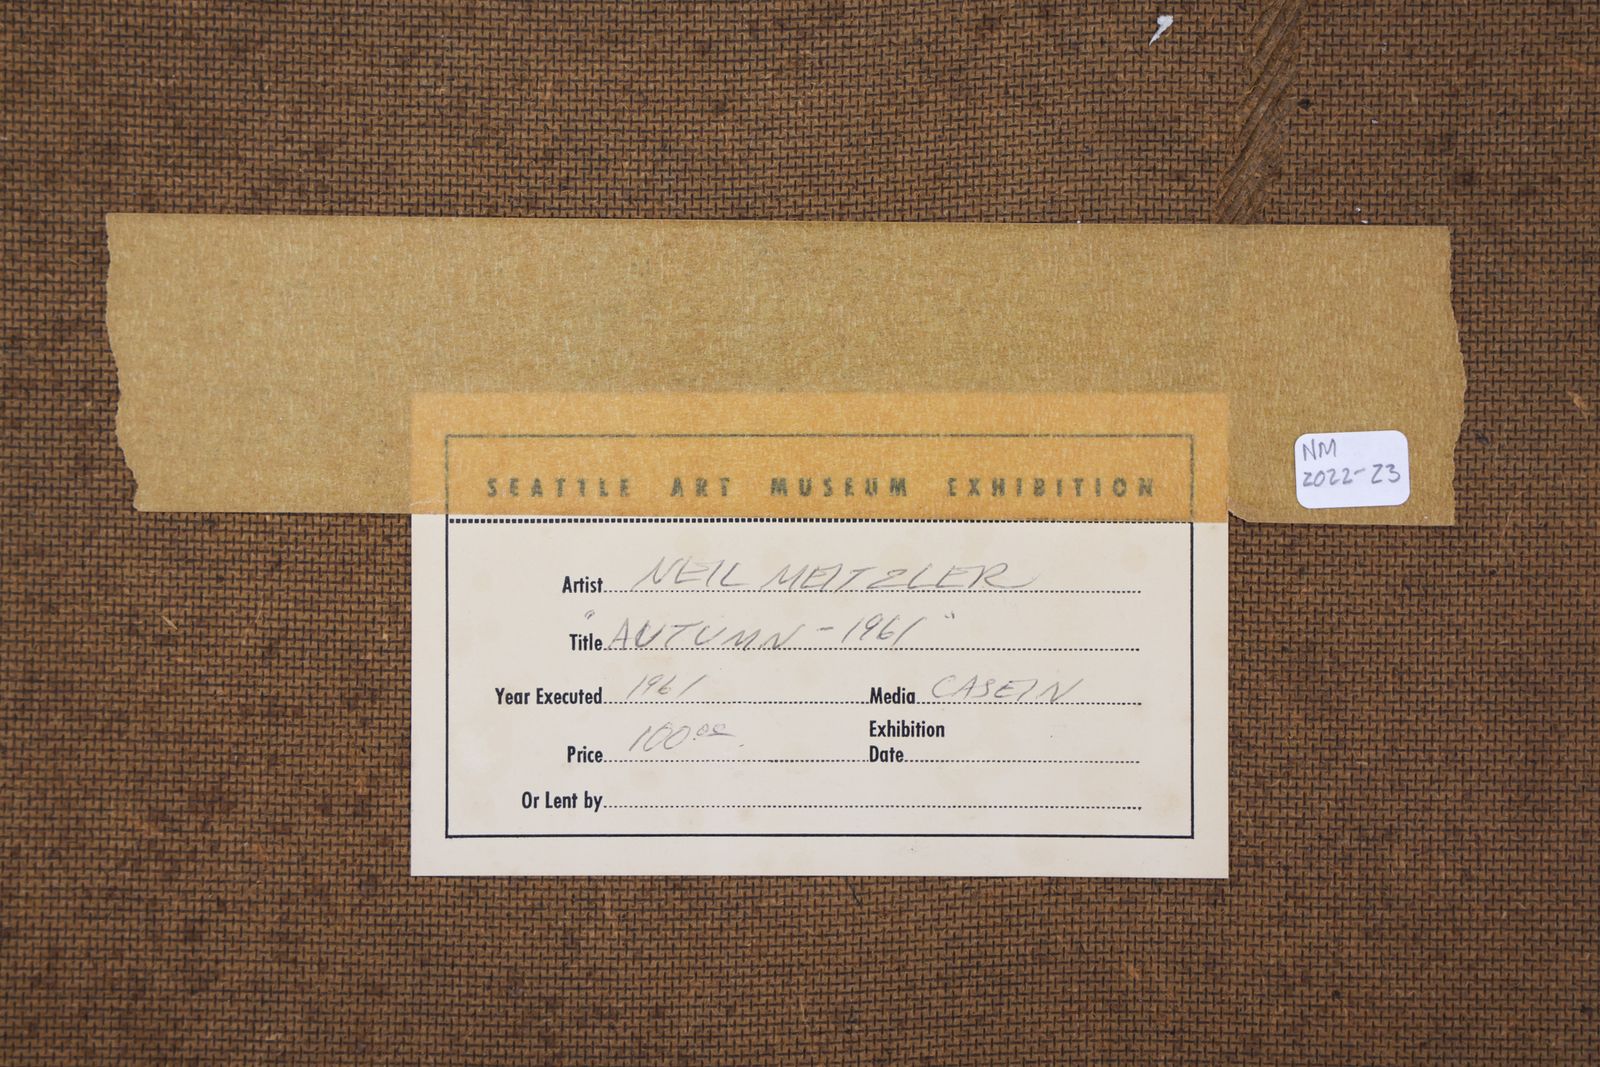 SEATTLE ART MUSEUM EXHIBITION
NM
2022-23
Artist NEIL MEITZLER
Title "AUTUMN - 1961"
Year Executed 1961 Media CASEIN
Price 100.00 Exhibition Date
Or Lent by